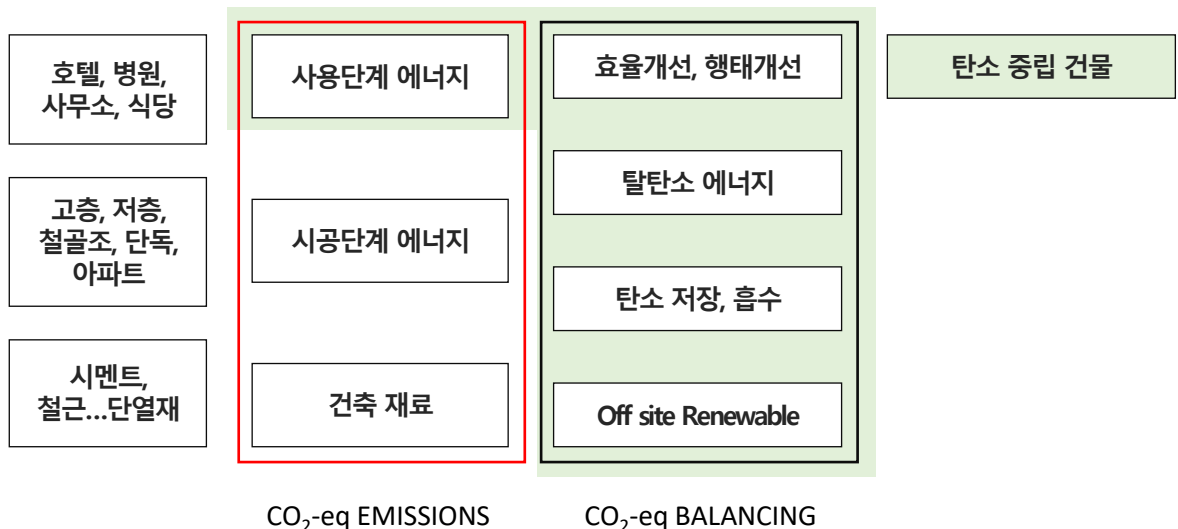 호텔, 병원,
사무소, 식당
사용단계 에너지
효율개선, 행태개선
탄소 중립 건물
고층, 저층,
철골조, 단독,
아파트
시공단계 에너지
탈탄소 에너지
탄소 저장, 흡수
시멘트,
철근...단열재
건축 재료
Off site Renewable
CO₂-eq EMISSIONS
CO₂-eq BALANCING